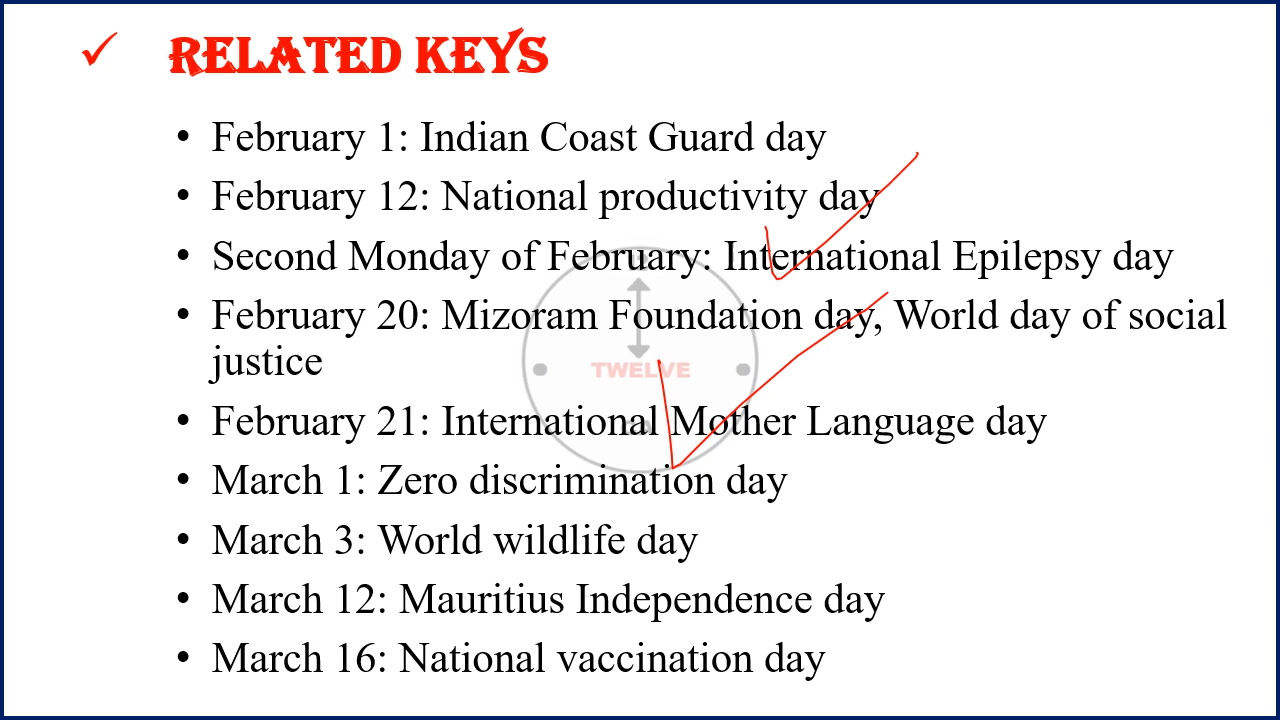 ✓ RELATED KEYS
• February 1: Indian Coast Guard day
• February 12: National productivity day
• Second Monday of February: International Epilepsy day
• February 20: Mizoram Foundation day, World day of social
justice
TWELVE
• February 21: International Mother Language day
• March 1: Zero discrimination day
• March 3: World wildlife day
• March 12: Mauritius Independence day
• March 16: National vaccination day